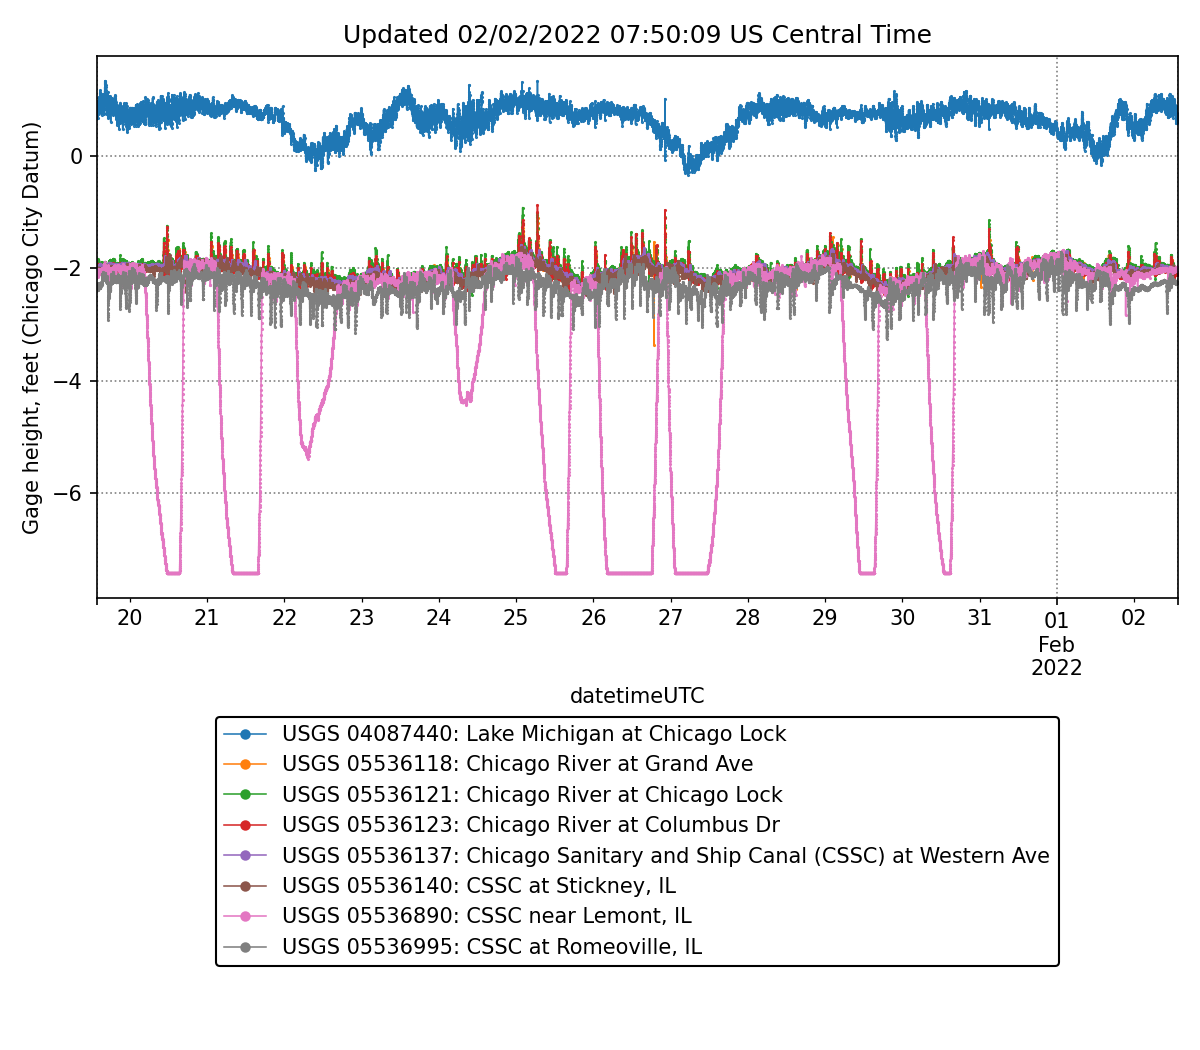 Updated 02/02/2022 07:50:09 US Central Time
Gage height, feet (Chicago City Datum)
0
−2
−4
−6
20 21 22 23 24 25 26 27 28 29 30 31 01 02
Feb
2022
datetimeUTC
USGS 04087440: Lake Michigan at Chicago Lock
USGS 05536118: Chicago River at Grand Ave
USGS 05536121: Chicago River at Chicago Lock
USGS 05536123: Chicago River at Columbus Dr
USGS 05536137: Chicago Sanitary and Ship Canal (CSSC) at Western Ave
USGS 05536140: CSSC at Stickney, IL
USGS 05536890: CSSC near Lemont, IL
USGS 05536995: CSSC at Romeoville, IL